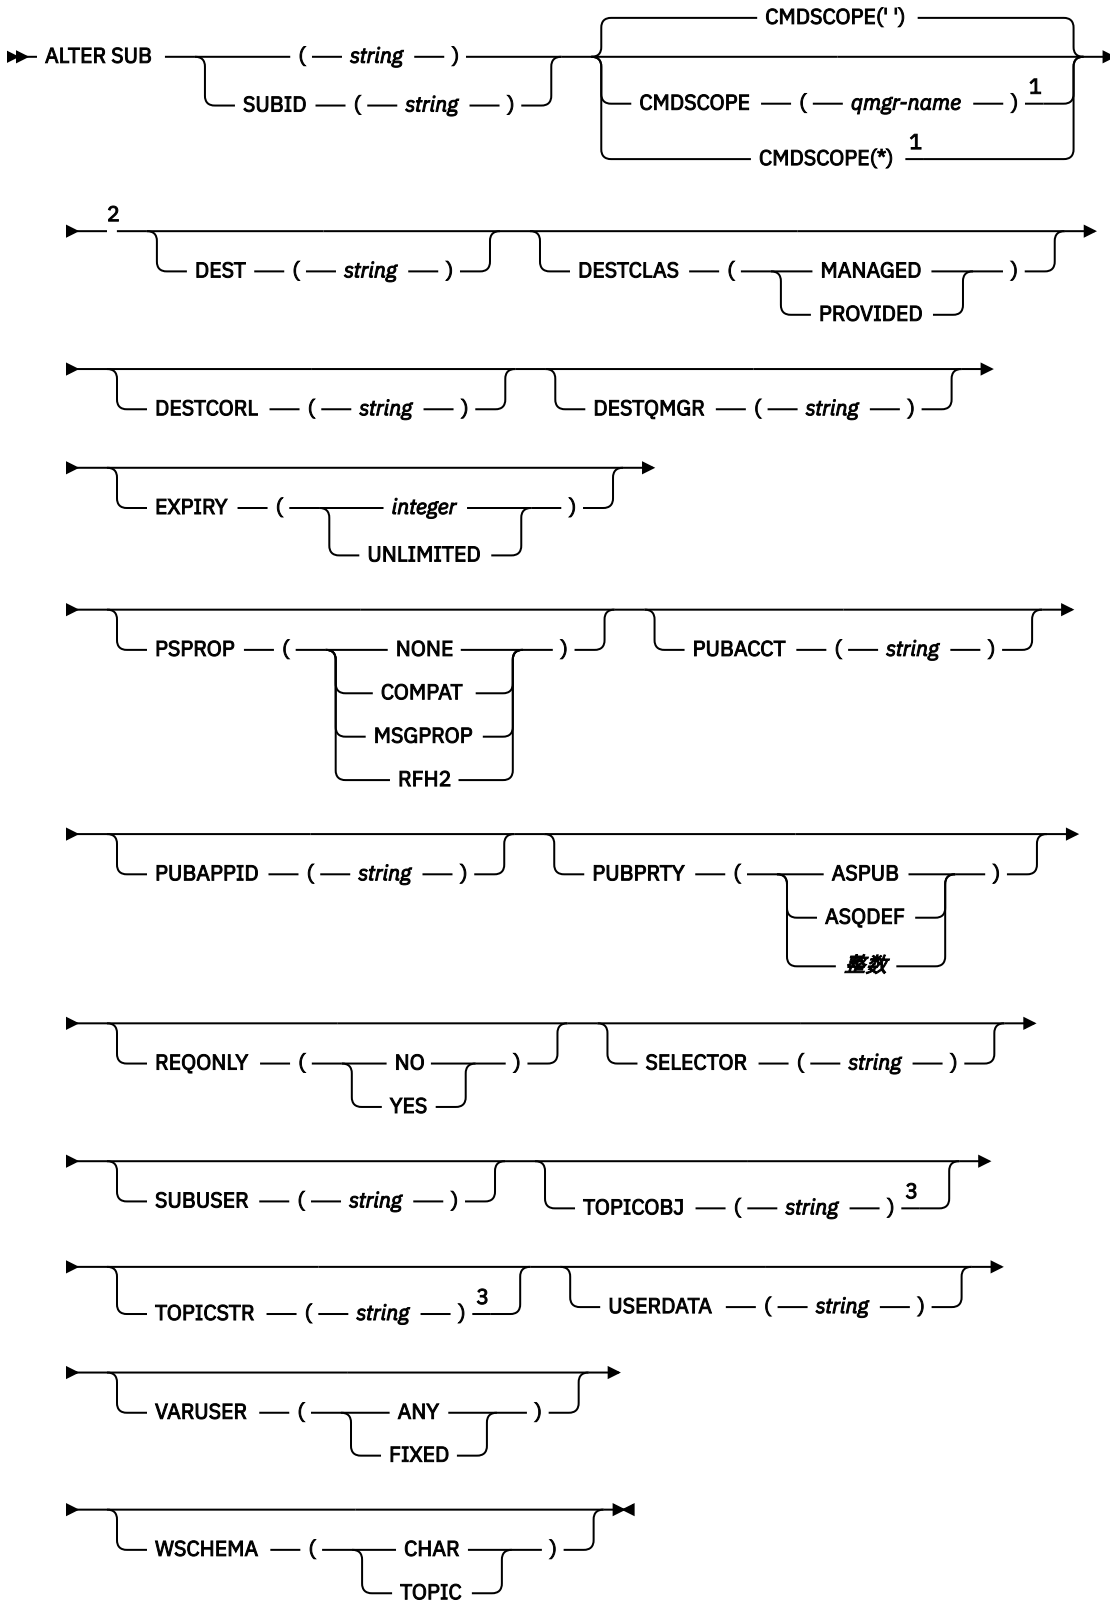 CMDSCOPE(' ')
ALTER SUB ( string )
SUBID ( string )
CMDSCOPE ( qmgr-name ) 1
CMDSCOPE(*) 1
2
DEST ( string ) DESTCLAS ( MANAGED )
PROVIDED
DESTCORL ( string ) DESTQMGR ( string )
EXPIRY ( integer )
UNLIMITED
PSPROP ( NONE ) PUBACCT ( string )
COMPAT
MSGPROP
RFH2
PUBAPPID ( string ) PUBPRTY ( ASPUB )
ASQDEF
整数
REQONLY ( NO ) SELECTOR ( string )
YES
SUBUSER ( string ) TOPICOBJ ( string ) 3
TOPICSTR ( string ) 3 USERDATA ( string )
VARUSER ( ANY )
FIXED
WSCHEMA ( CHAR )
TOPIC